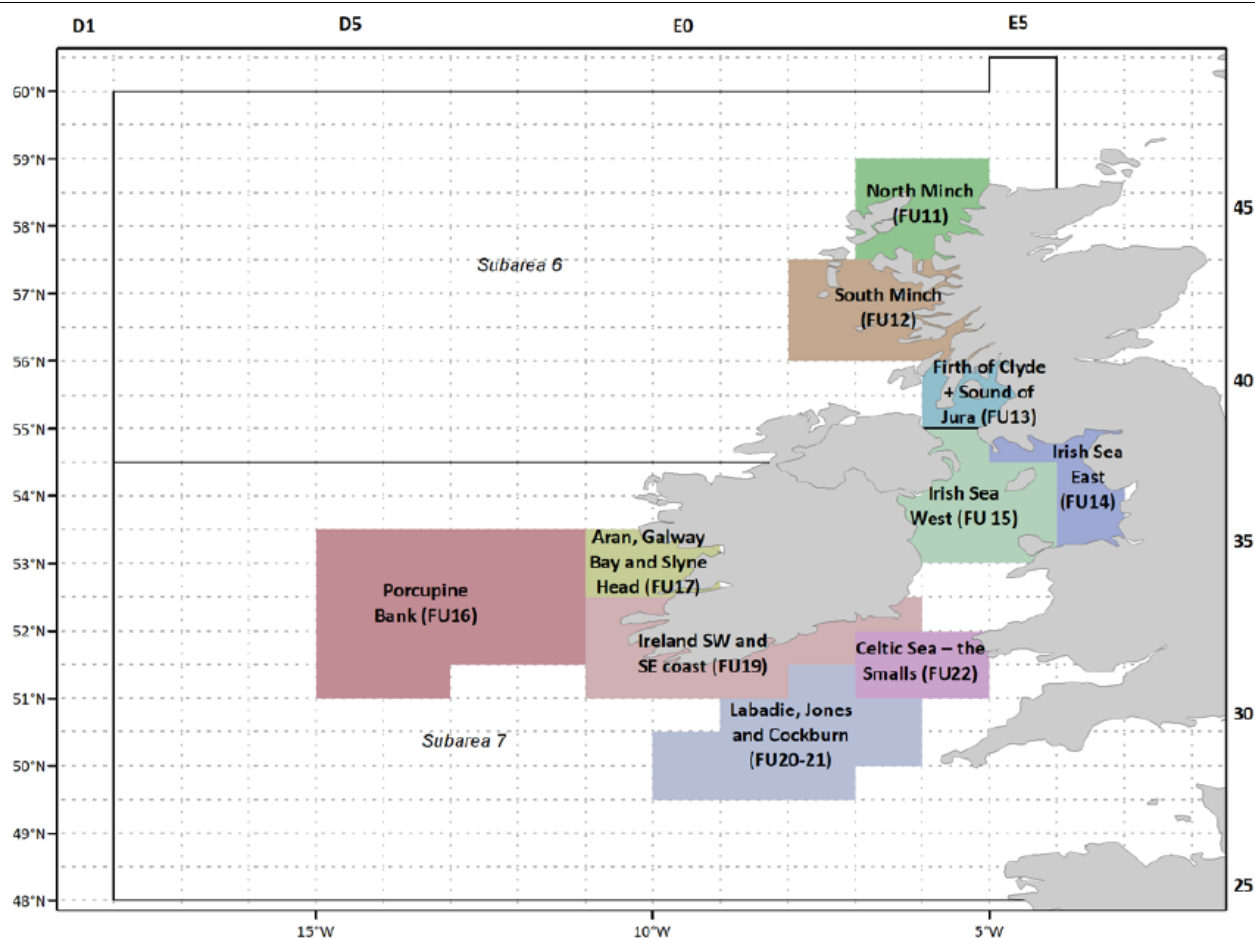 D1
D5
E0
E5
60°N
59°N
North Minch
(FU11)
45
58°N
Subarea 6
57°N
South Minch
(FU12)
56°N
Firth of Clyde
+ Sound of
Jura (FU13)
40
55°N
Irish Sea
East
(FU14)
54°N
Irish Sea
West (FU 15)
35
Aran, Galway
Bay and Slyne
Head (FU17)
53°N
Porcupine
Bank (FU16)
52°N
Ireland SW and
SE coast (FU19)
Celtic Sea – the
Smalls (FU22)
51°N
30
Labadie, Jones
and Cockburn
(FU20-21)
Subarea 7
50°N
49°N
48°N
25
15°W
10°W
5°W